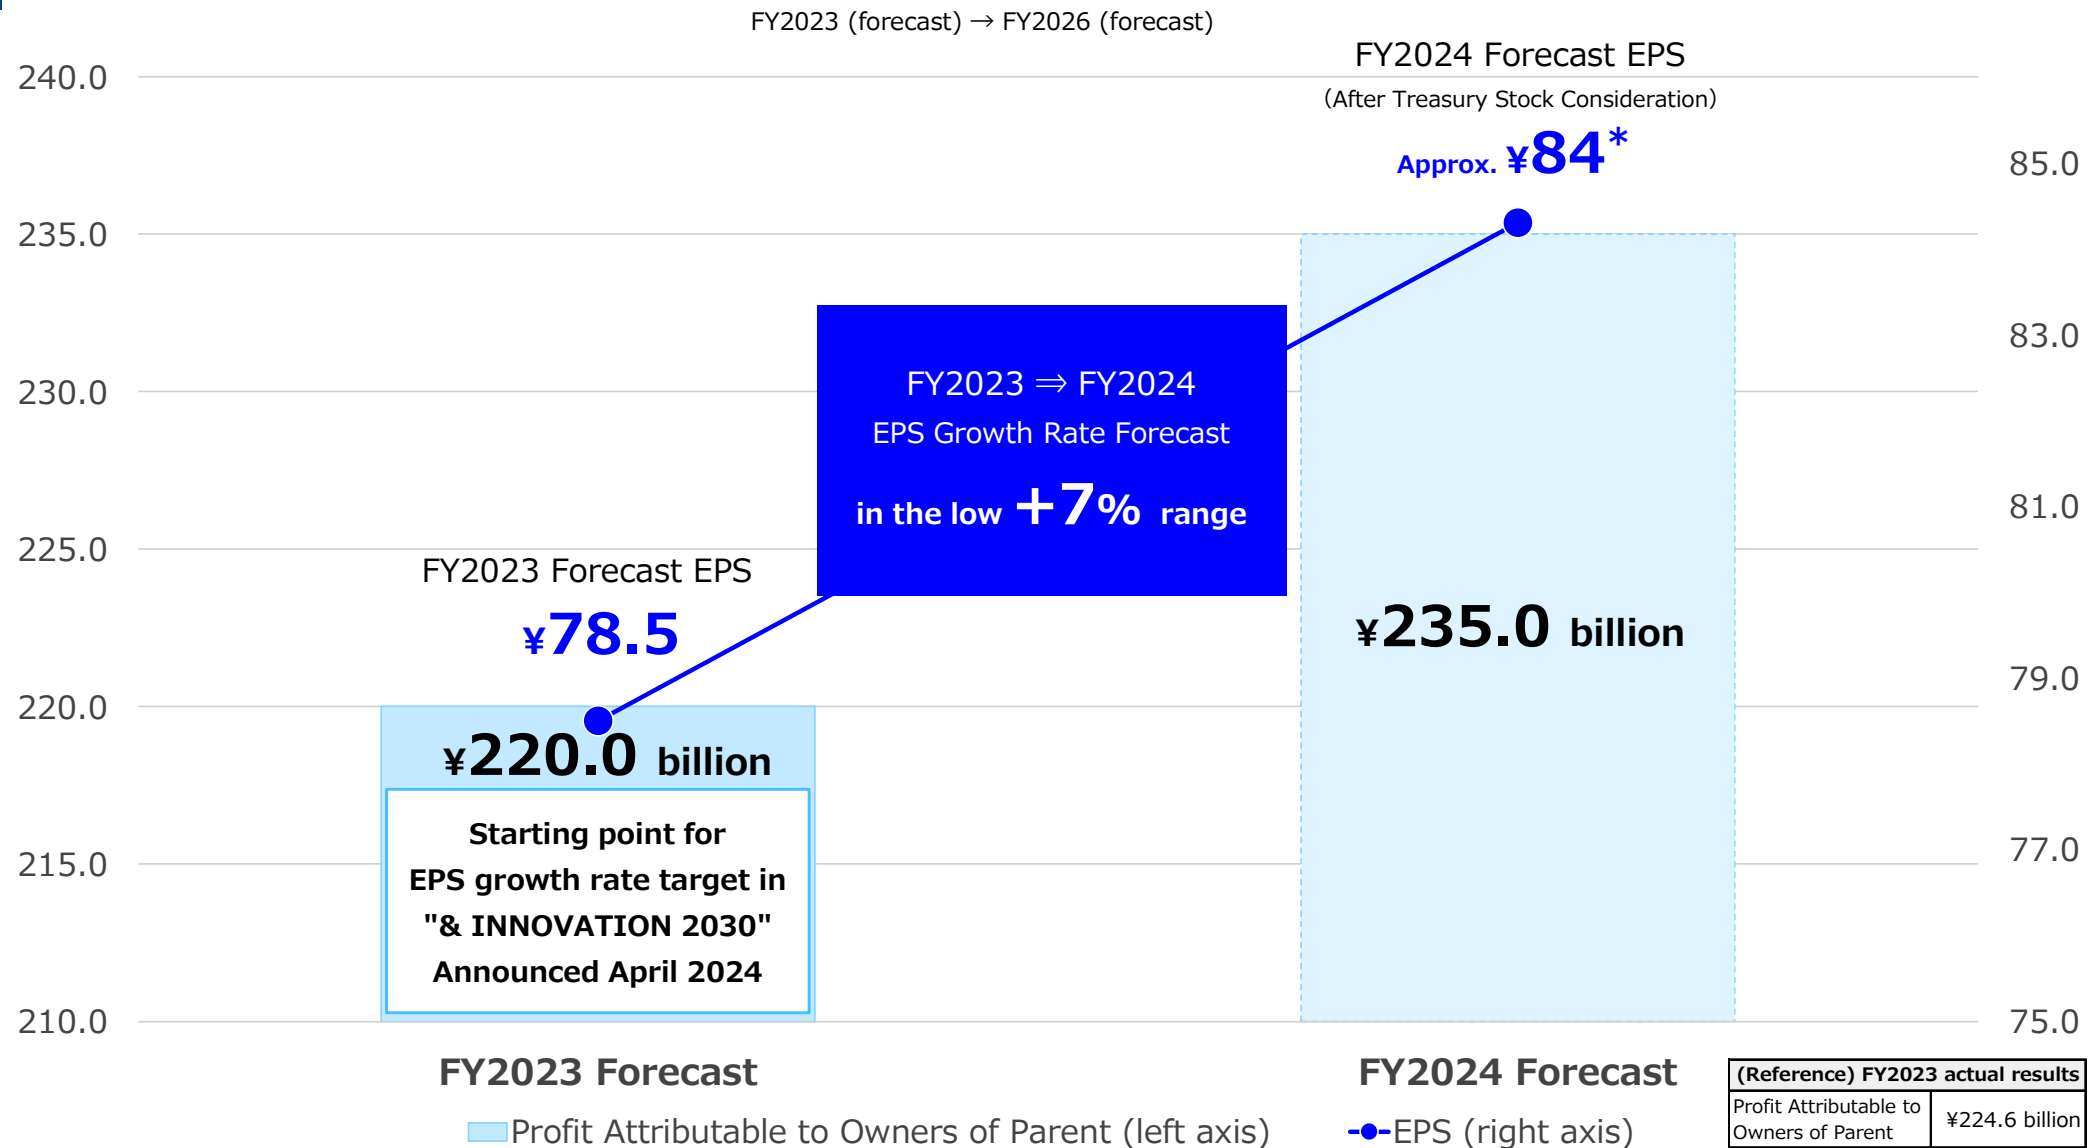 FY2023 (forecast) → FY2026 (forecast)
FY2024 Forecast EPS
(After Treasury Stock Consideration)
Approx. ¥84*
240.0
235.0
230.0
225.0
220.0
215.0
210.0
85.0
83.0
81.0
79.0
77.0
75.0
FY2023 ⇒ FY2024
EPS Growth Rate Forecast
in the low +7% range
FY2023 Forecast EPS
¥78.5
¥220.0 billion
Starting point for
EPS growth rate target in
"& INNOVATION 2030"
Announced April 2024
¥235.0 billion
FY2023 Forecast
FY2024 Forecast
Profit Attributable to Owners of Parent (left axis)
EPS (right axis)
(Reference) FY2023 actual results
Profit Attributable to
Owners of Parent
¥224.6 billion